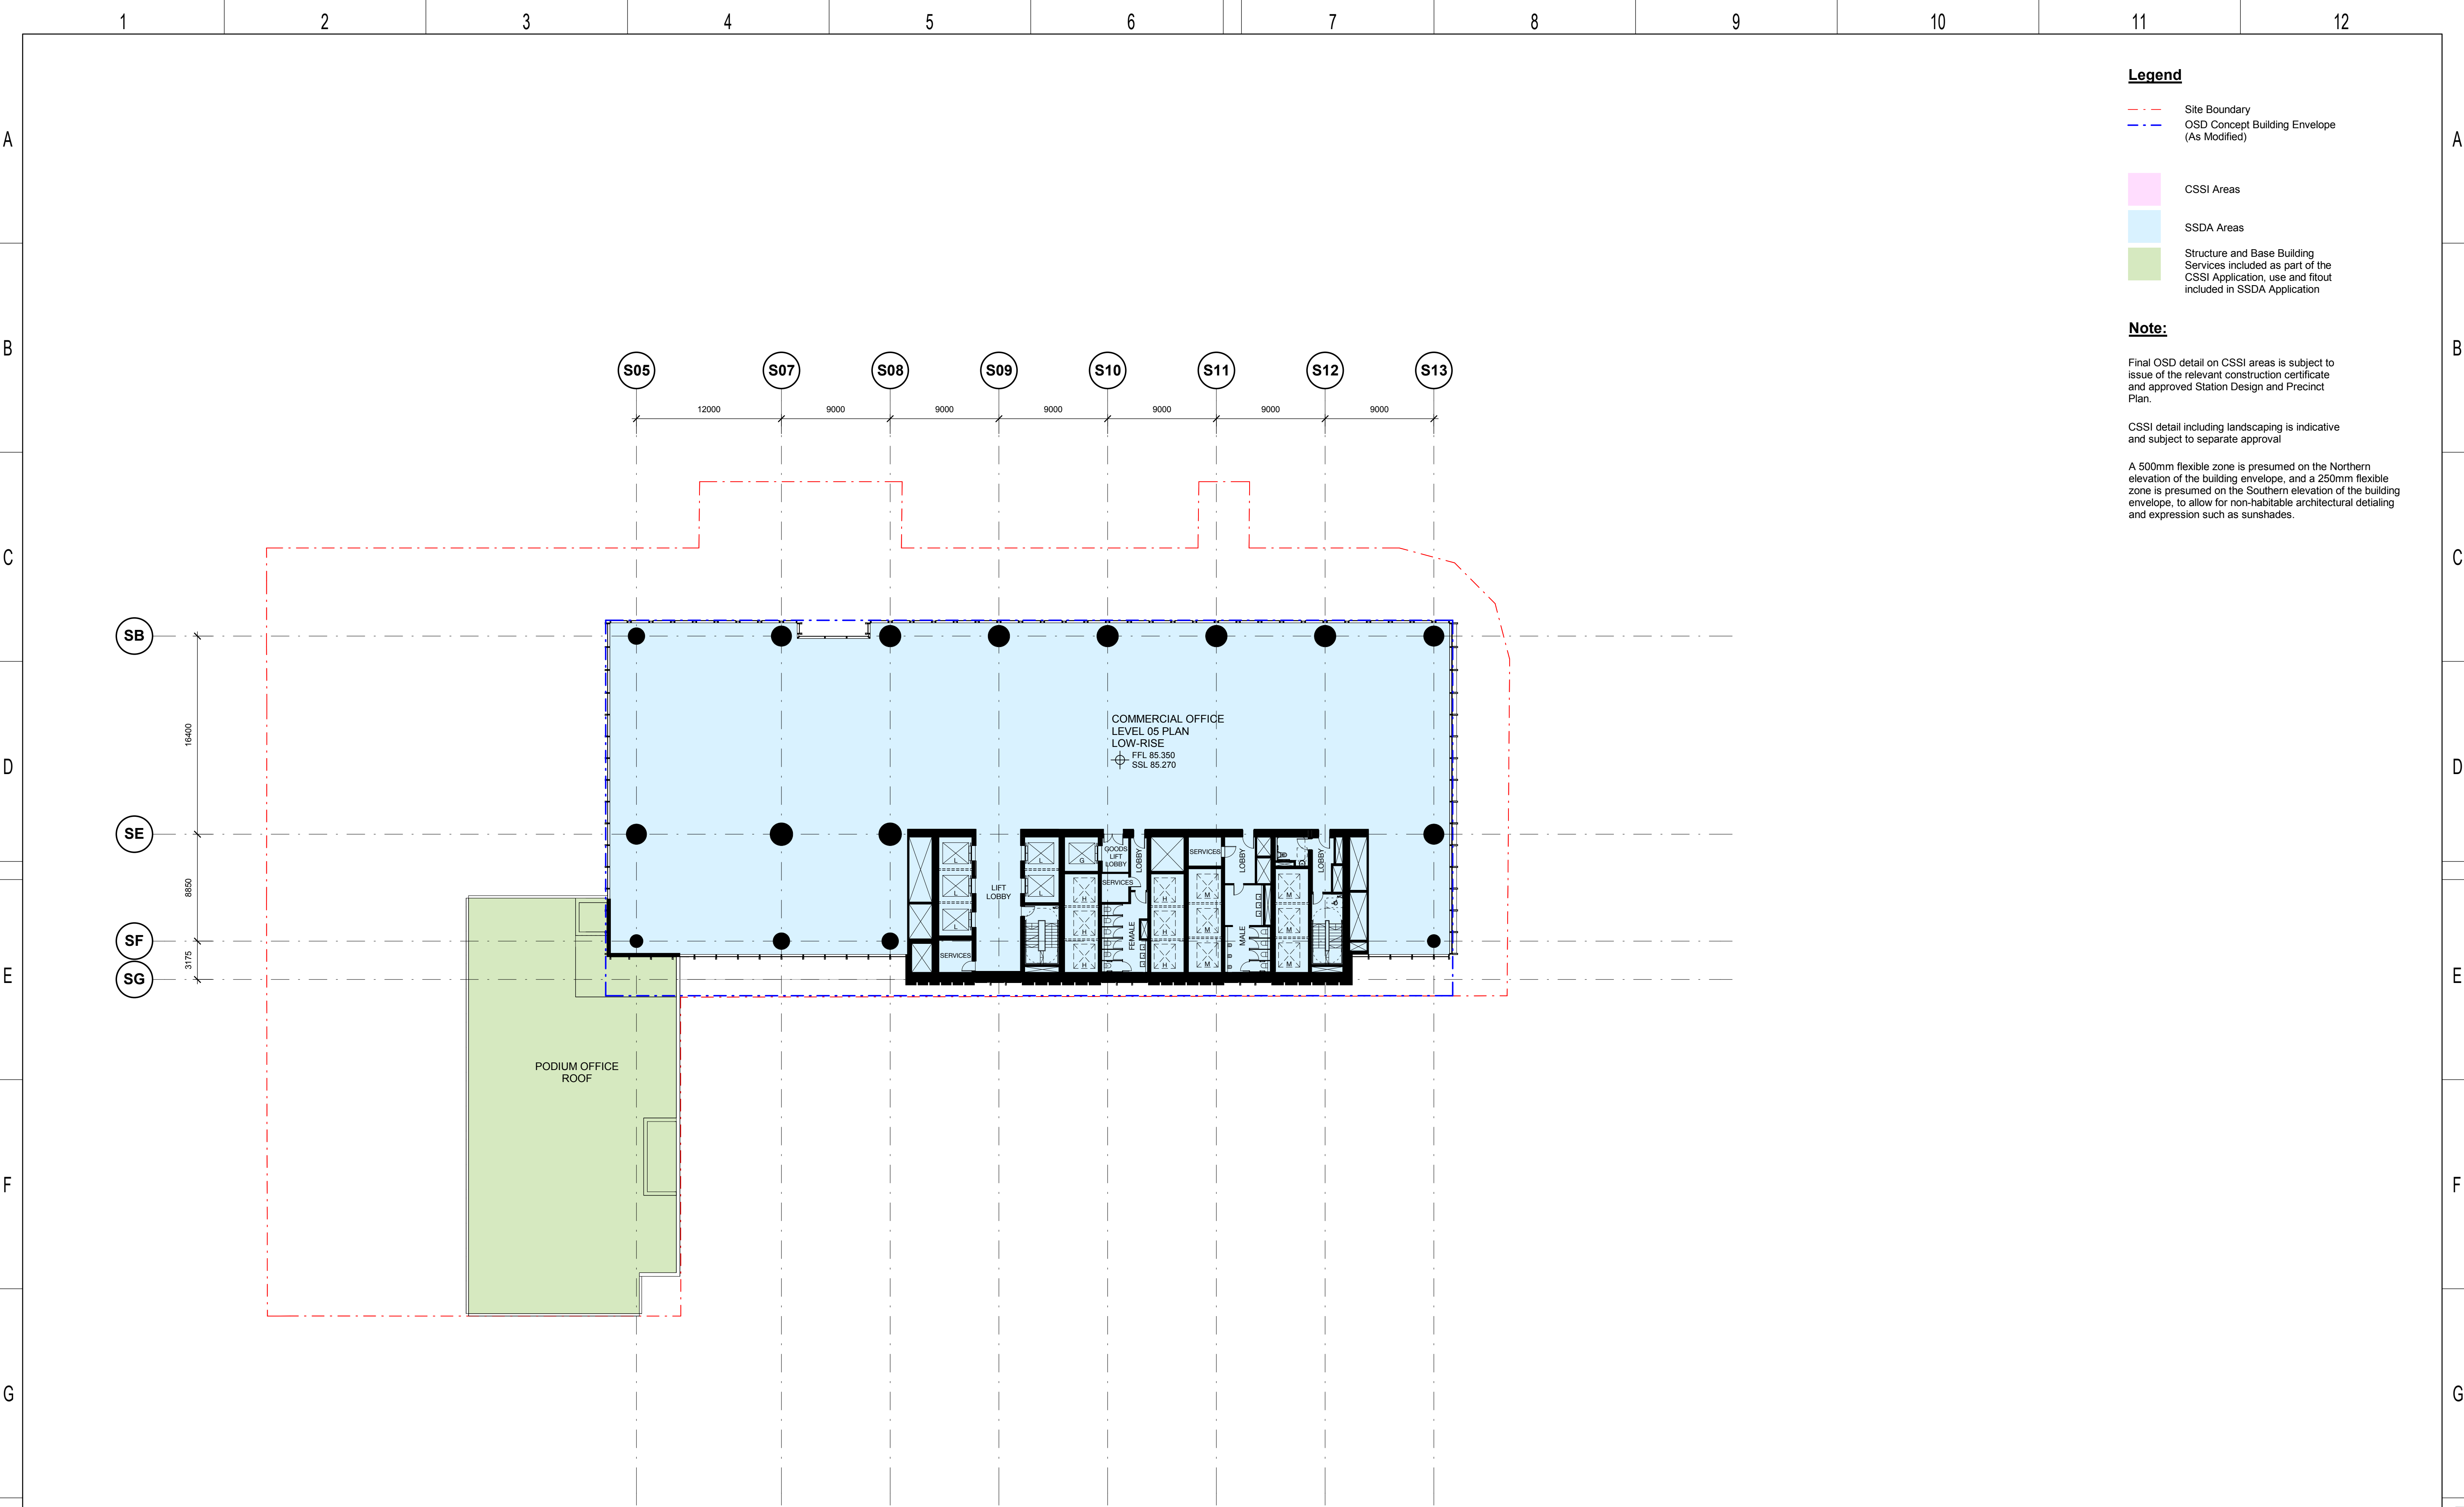 1 2 3 4 5 6 7 8 9 10 11 12
Legend
Site Boundary
OSD Concept Building Envelope
(As Modified)
CSSI Areas
SSDA Areas
Structure and Base Building
Services included as part of the
CSSI Application, use and fitout
included in SSDA Application
Note:
Final OSD detail on CSSI areas is subject to
issue of the relevant construction certificate
and approved Station Design and Precinct
Plan.
CSSI detail including landscaping is indicative
and subject to separate approval
A 500mm flexible zone is presumed on the Northern
elevation of the building envelope, and a 250mm flexible
zone is presumed on the Southern elevation of the building
envelope, to allow for non-habitable architectural detialing
and expression such as sunshades.
A A
B B
C C
D D
E E
F F
G G
S05 S07 S08 S09 S10 S11 S12 S13
12000 9000 9000 9000 9000 9000 9000
SB
SE
SF
SG
16400
8850
3175
COMMERCIAL OFFICE
LEVEL 05 PLAN
LOW-RISE
FFL 85.350
SSL 85.270
L L G
GOODS
LIFT
LOBBY
LOBBY
SERVICES
LOBBY
LOBBY
L L
LIFT
LOBBY
SERVICES
H H M M
L
H H M M
H H M M
SERVICES
FEMALE
MALE
PODIUM OFFICE
ROOF